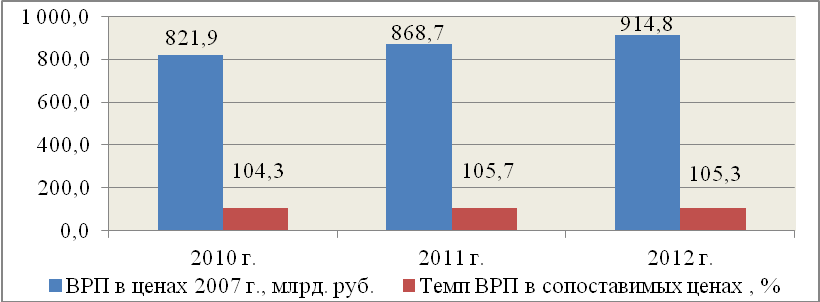 1 000,0
800,0
600,0
400,0
200,0
0,0
821,9
104,3
868,7
105,7
914,8
105,3
2010 г.
2011 г.
2012 г.
ВРП в ценах 2007 г., млрд. руб.
Темп ВРП в сопоставимых ценах , %